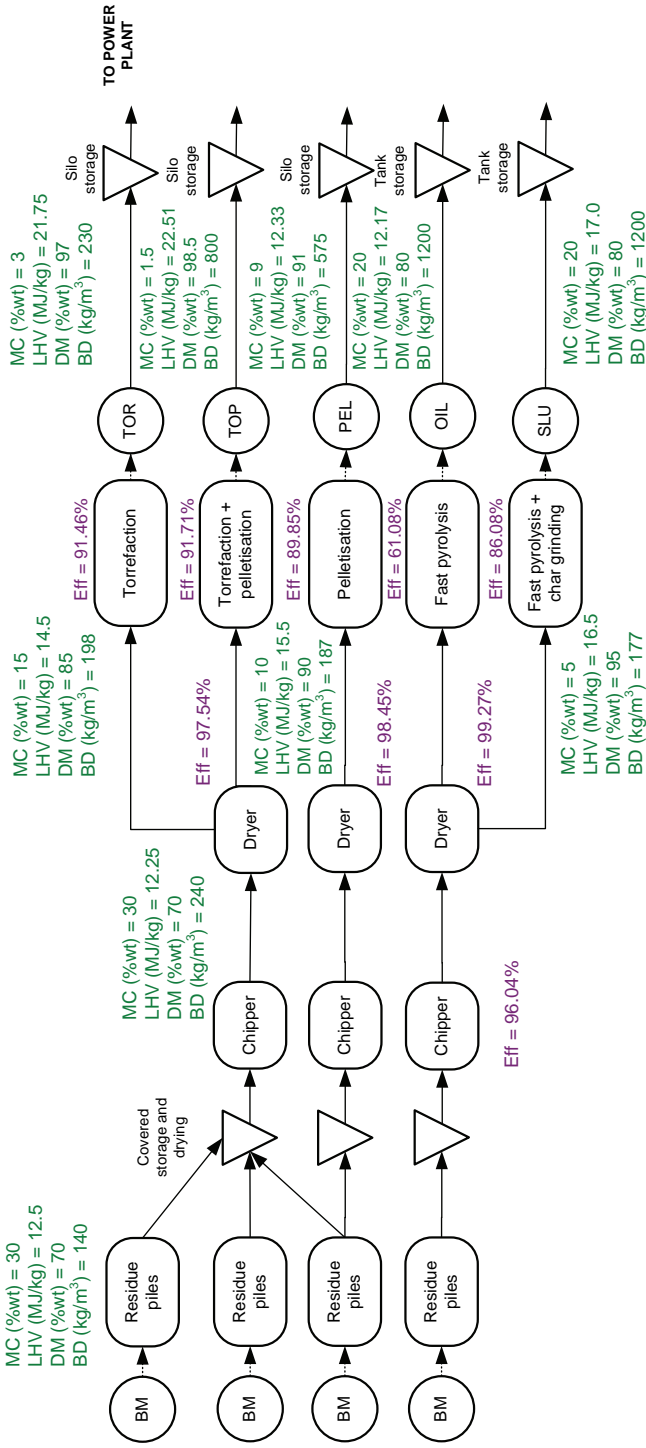 MC (%wt) = 30
LHV (MJ/kg) = 12.5
DM (%wt) = 70
BD (kg/m³) = 140
BM
Residue
piles
BM
Residue
piles
BM
Residue
piles
BM
Residue
piles
Covered
storage and
drying
MC (%wt) = 30
LHV (MJ/kg) = 12.25
DM (%wt) = 70
BD (kg/m³) = 240
Chipper
Chipper
Chipper
Eff = 96.04%
Dryer
Dryer
Dryer
MC (%wt) = 15
LHV (MJ/kg) = 14.5
DM (%wt) = 85
BD (kg/m³) = 198
Eff = 97.54%
MC (%wt) = 10
LHV (MJ/kg) = 15.5
DM (%wt) = 90
BD (kg/m³) = 187
Eff = 98.45%
Eff = 99.27%
MC (%wt) = 5
LHV (MJ/kg) = 16.5
DM (%wt) = 95
BD (kg/m³) = 177
Eff = 91.46%
Torrefaction
Eff = 91.71%
Torrefaction +
pelletisation
Eff = 89.85%
Pelletisation
Eff = 61.08%
Fast pyrolysis
Eff = 86.08%
Fast pyrolysis +
char grinding
TOR
TOP
PEL
OIL
SLU
MC (%wt) = 3
LHV (MJ/kg) = 21.75
DM (%wt) = 97
BD (kg/m³) = 230
MC (%wt) = 1.5
LHV (MJ/kg) = 22.51
DM (%wt) = 98.5
BD (kg/m³) = 800
MC (%wt) = 9
LHV (MJ/kg) = 12.33
DM (%wt) = 91
BD (kg/m³) = 575
MC (%wt) = 20
LHV (MJ/kg) = 12.17
DM (%wt) = 80
BD (kg/m³) = 1200
MC (%wt) = 20
LHV (MJ/kg) = 17.0
DM (%wt) = 80
BD (kg/m³) = 1200
Silo
storage
Silo
storage
Silo
storage
Tank
storage
Tank
storage
TO POWER
PLANT